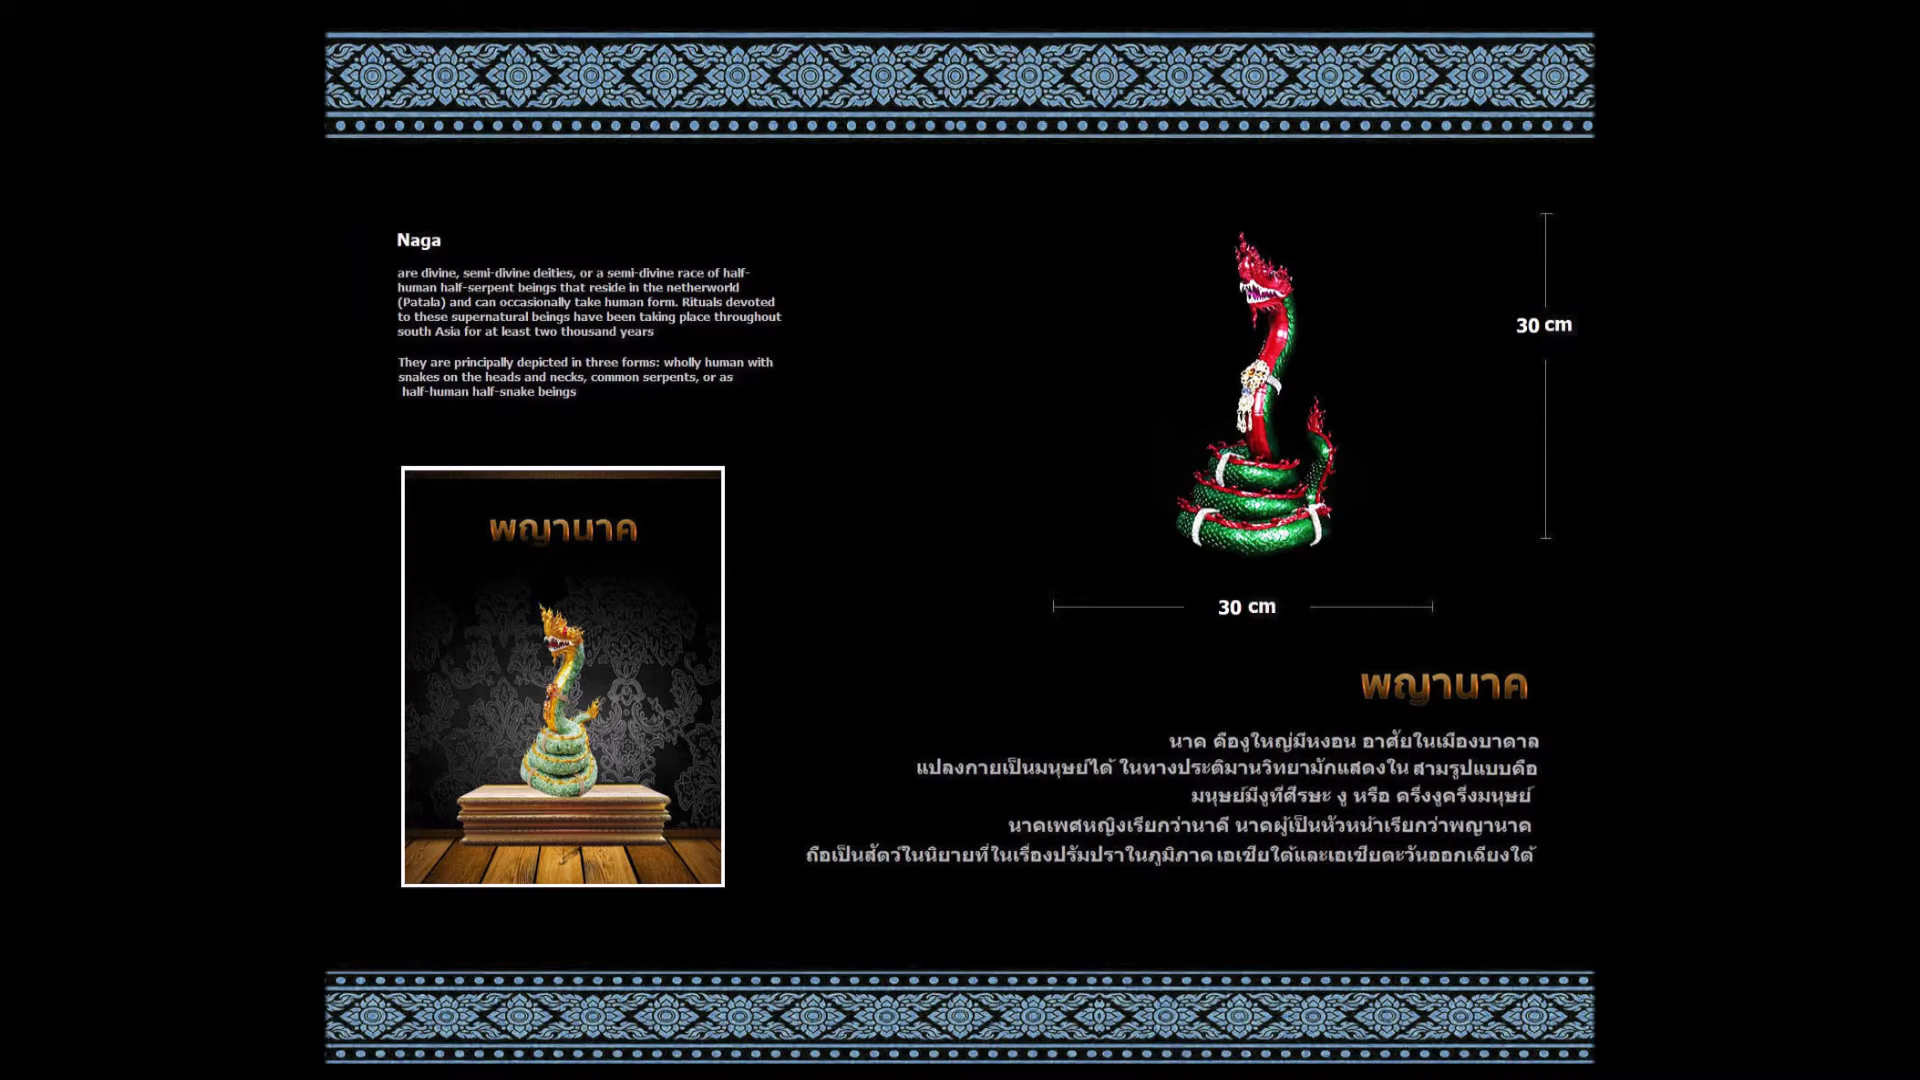 Naga
are divine, semi-divine deities, or a semi-divine race of half-
human half-serpent beings that reside in the netherworld
(Patala) and can occasionally take human form. Rituals devoted
to these supernatural beings have been taking place throughout
south Asia for at least two thousand years
They are principally depicted in three forms: wholly human with
snakes on the heads and necks, common serpents, or as
half-human half-snake beings
30 cm
30 cm
พญานาค
พญานาค
นาค คืองูใหญ่มีหงอน อาศัยในเมืองบาดาล
แปลงกายเป็นมนุษย์ได้ ในทางประติมานวิทยามักแสดงใน สามรูปแบบคือ
มนุษย์มีงูที่ศีรษะ งู หรือ ครึ่งงูครึ่งมนุษย์
นาคเพศหญิงเรียกว่านาคี นาคผู้เป็นหัวหน้าเรียกว่าพญานาค
ถือเป็นสัตว์ในนิยายที่ในเรื่องปรัมปราในภูมิภาคเอเชียใต้และเอเชียตะวันออกเฉียงใต้